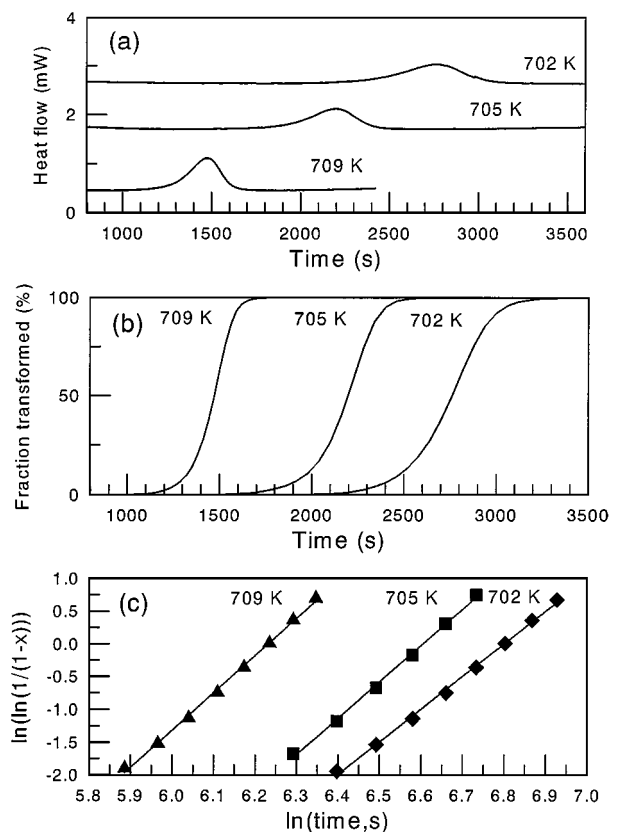 (a)
Heat flow (mW)
4
2
0
702 K
705 K
709 K
1000 1500 2000 2500 3000 3500
Time (s)
(b)
Fraction transformed (%)
100
50
0
709 K 705 K 702 K
1000 1500 2000 2500 3000 3500
Time (s)
(c)
ln(ln(1/(1-x)))
1.0
0.5
0.0
-0.5
-1.0
-1.5
-2.0
709 K 705 K 702 K
5.8 5.9 6.0 6.1 6.2 6.3 6.4 6.5 6.6 6.7 6.8 6.9 7.0
ln(time,s)